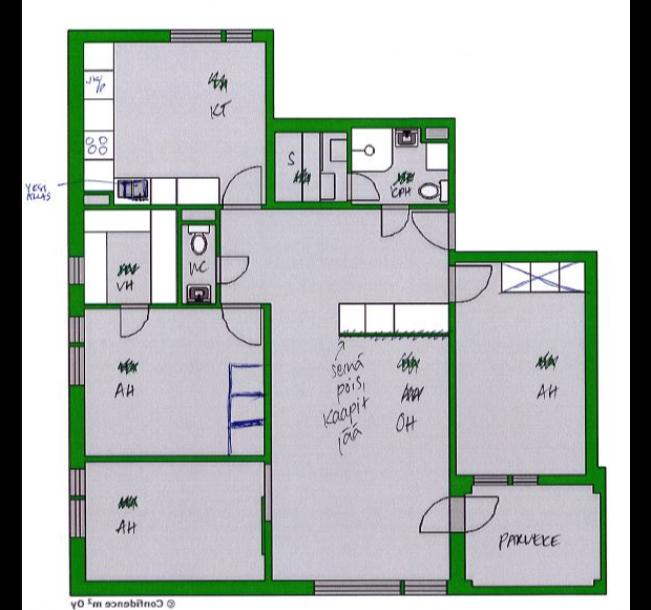 KT
S
KPH
VESI
ALLAS
VH
WC
AH
seinä
pois,
kaapit
jää
OH
AH
AH
PARVEKE
© Confidence m² Oy